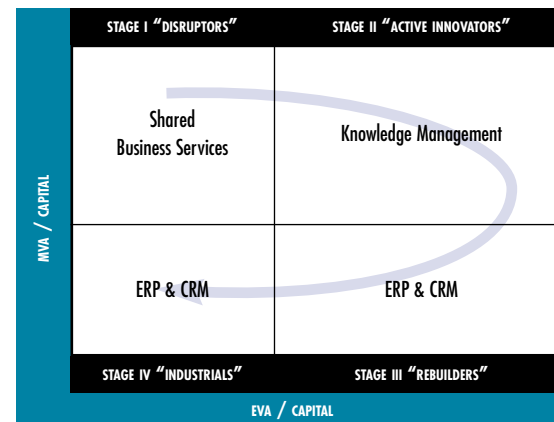 STAGE I “DISRUPTORS”
STAGE II “ACTIVE INNOVATORS”
Shared
Business Services
Knowledge Management
MVA / CAPITAL
ERP & CRM
ERP & CRM
STAGE IV “INDUSTRIALS”
STAGE III “REBUILDERS”
EVA / CAPITAL